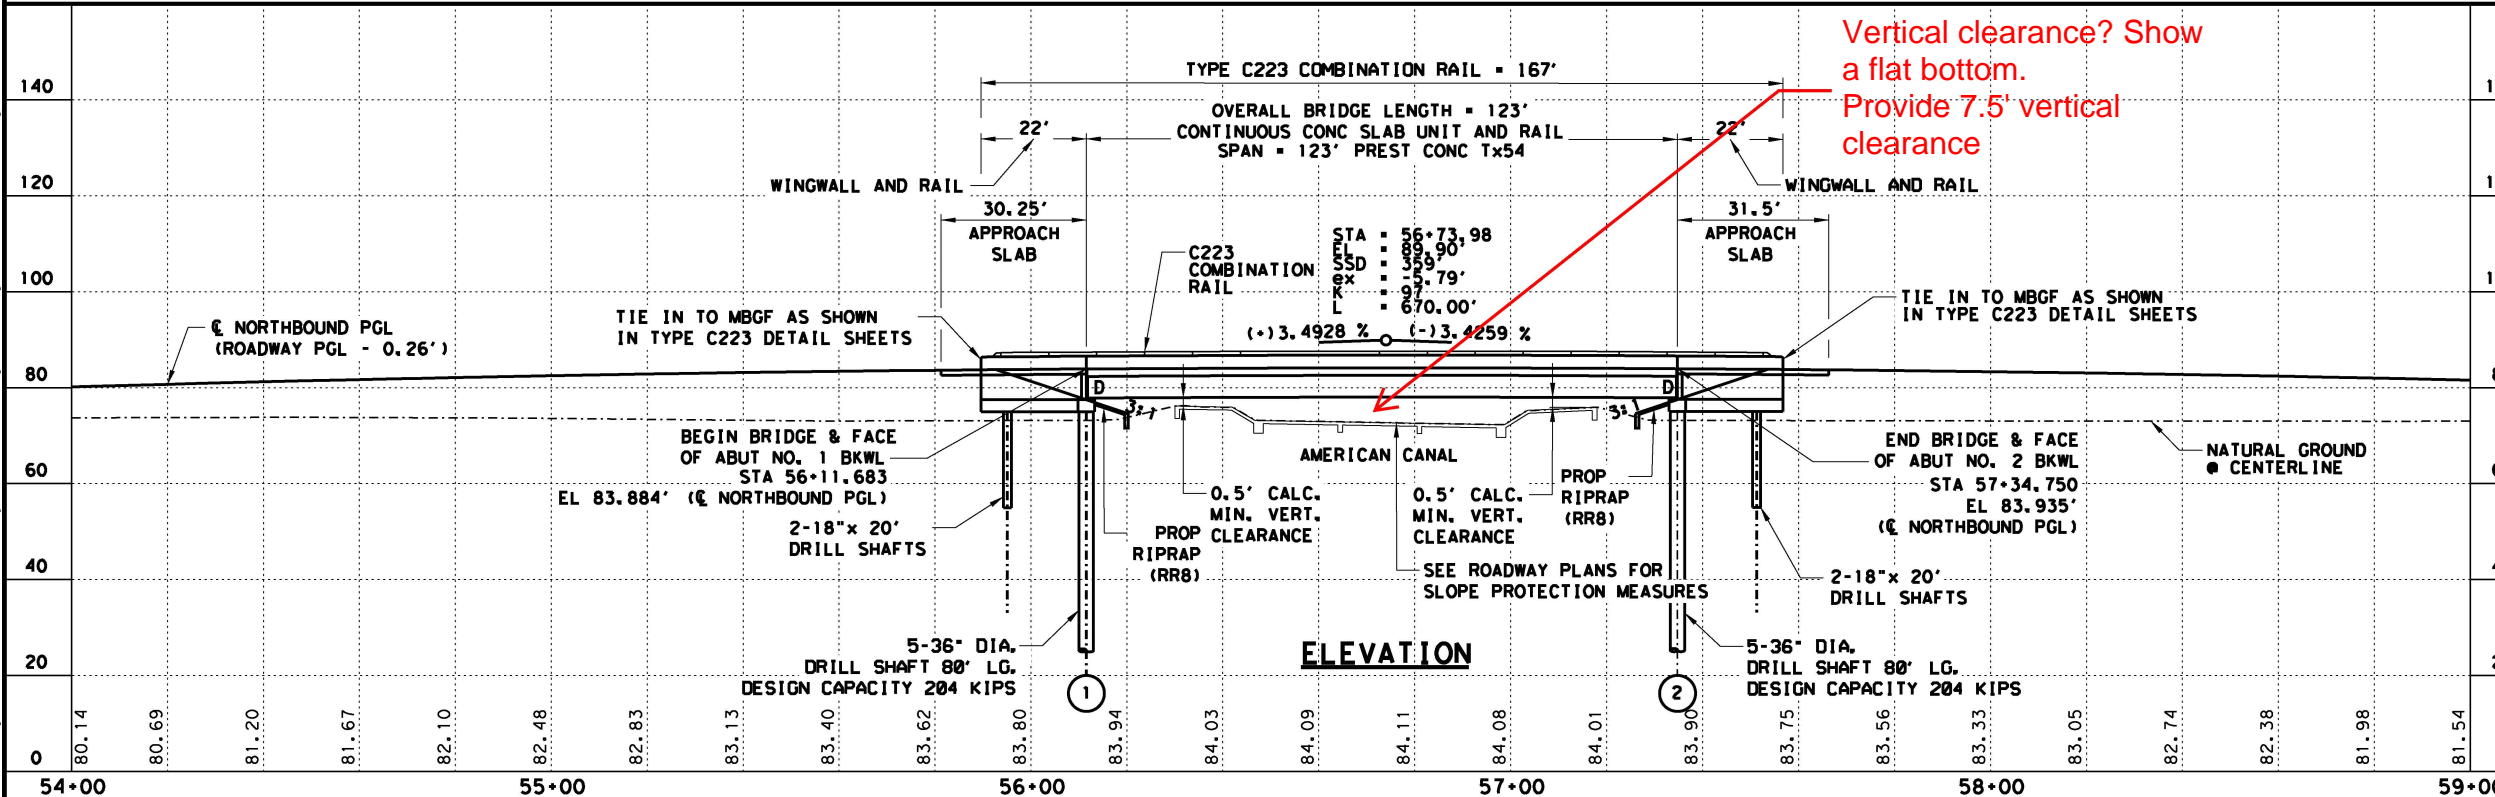 Vertical clearance? Show
a flat bottom.
Provide 7.5' vertical
clearance
TYPE C223 COMBINATION RAIL = 167'
OVERALL BRIDGE LENGTH = 123'
22'
CONTINUOUS CONC SLAB UNIT AND RAIL
22'
SPAN = 123' PREST CONC Tx54
WINGWALL AND RAIL
WINGWALL AND RAIL
30.25'
APPROACH
SLAB
31.5'
APPROACH
SLAB
C223
COMBINATION
RAIL
STA = 56+73.98
EL = 89.90'
SSD = 359'
ex = -5.79'
K = 97
L = 670.00'
(+)3.4928 % (-)3.4259 %
℄ NORTHBOUND PGL
(ROADWAY PGL - 0.26')
TIE IN TO MBGF AS SHOWN
IN TYPE C223 DETAIL SHEETS
TIE IN TO MBGF AS SHOWN
IN TYPE C223 DETAIL SHEETS
D
D
3:1
3:1
BEGIN BRIDGE & FACE
OF ABUT NO. 1 BKWL
STA 56+11.683
EL 83.884' (℄ NORTHBOUND PGL)
2-18"x 20'
DRILL SHAFTS
PROP
RIPRAP
(RR8)
0.5' CALC.
MIN. VERT.
CLEARANCE
AMERICAN CANAL
0.5' CALC.
MIN. VERT.
CLEARANCE
PROP
RIPRAP
(RR8)
SEE ROADWAY PLANS FOR
SLOPE PROTECTION MEASURES
END BRIDGE & FACE
OF ABUT NO. 2 BKWL
STA 57+34.750
EL 83.935'
(℄ NORTHBOUND PGL)
NATURAL GROUND
@ CENTERLINE
2-18"x 20'
DRILL SHAFTS
5-36" DIA.
DRILL SHAFT 80' LG.
DESIGN CAPACITY 204 KIPS
5-36" DIA.
DRILL SHAFT 80' LG.
DESIGN CAPACITY 204 KIPS
ELEVATION
1
2
140
120
100
80
60
40
20
0
80.14
80.69
81.20
81.67
82.10
82.48
82.83
83.13
83.40
83.62
83.80
83.94
84.03
84.09
84.11
84.08
84.01
83.90
83.75
83.56
83.33
83.05
82.74
82.38
81.98
81.54
54+00
55+00
56+00
57+00
58+00
59+00